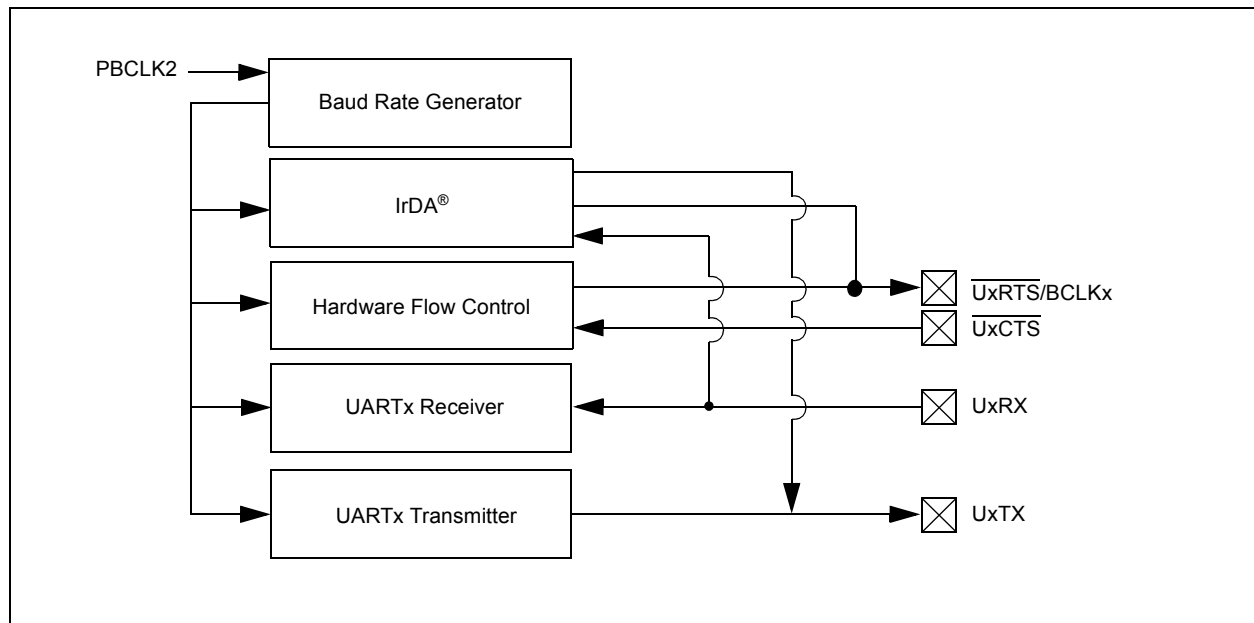 PBCLK2
Baud Rate Generator
IrDA®
Hardware Flow Control
UxRTS/BCLKx
UxCTS
UARTx Receiver
UxRX
UARTx Transmitter
UxTX